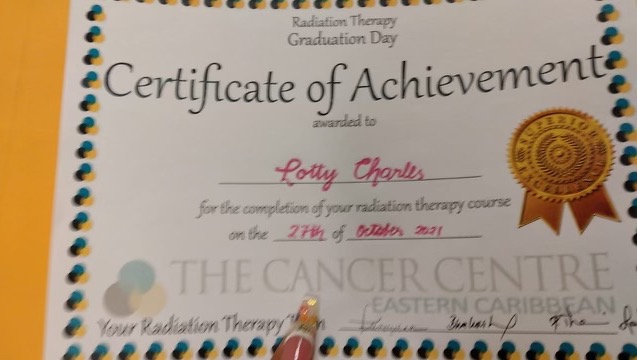 Radiation Therapy
Graduation Day
Certificate of Achievement
awarded to
Lotty Charles
for the completion of your radiation therapy course
on the 27th of October 2021
THE CANCER CENTRE
EASTERN CARIBBEAN
Your Radiation Therapy
SUPERIOR